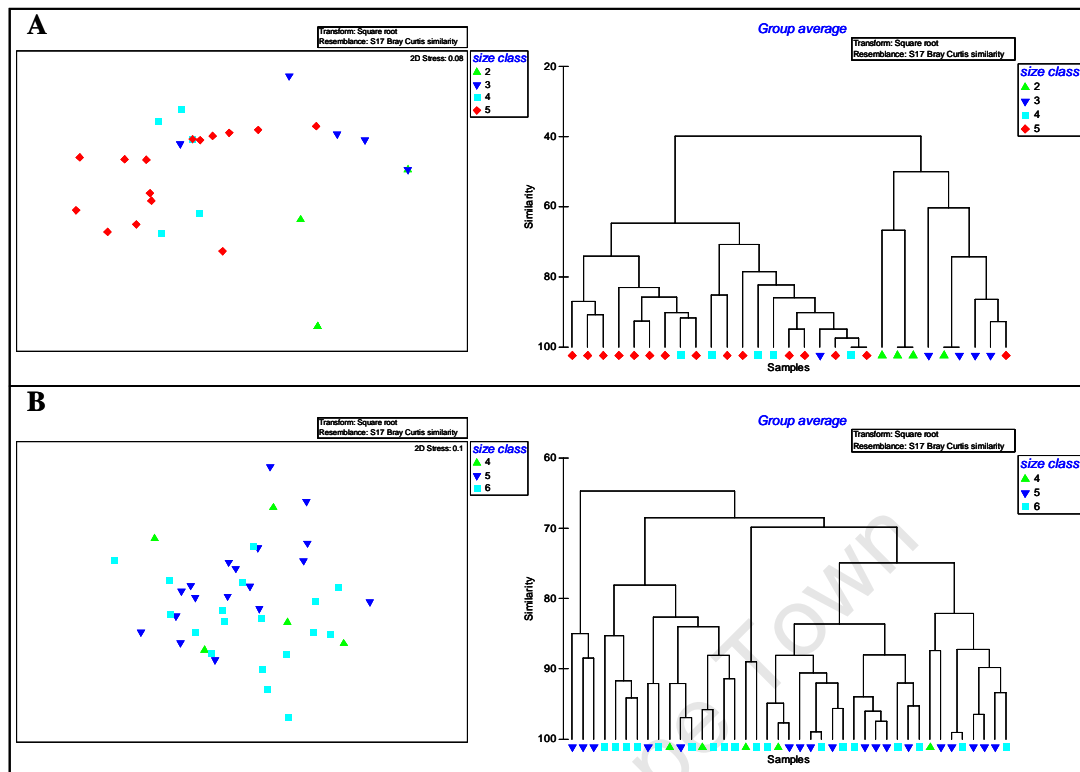 A
Transform: Square root
Resemblance: S17 Bray Curtis similarity
2D Stress: 0.08
size class
2
3
4
5
Group average
Transform: Square root
Resemblance: S17 Bray Curtis similarity
size class
2
3
4
5
20
40
60
80
100
Similarity
Samples
B
Transform: Square root
Resemblance: S17 Bray Curtis similarity
2D Stress: 0.1
size class
4
5
6
Group average
Transform: Square root
Resemblance: S17 Bray Curtis similarity
size class
4
5
6
60
70
80
90
100
Similarity
Samples
Town